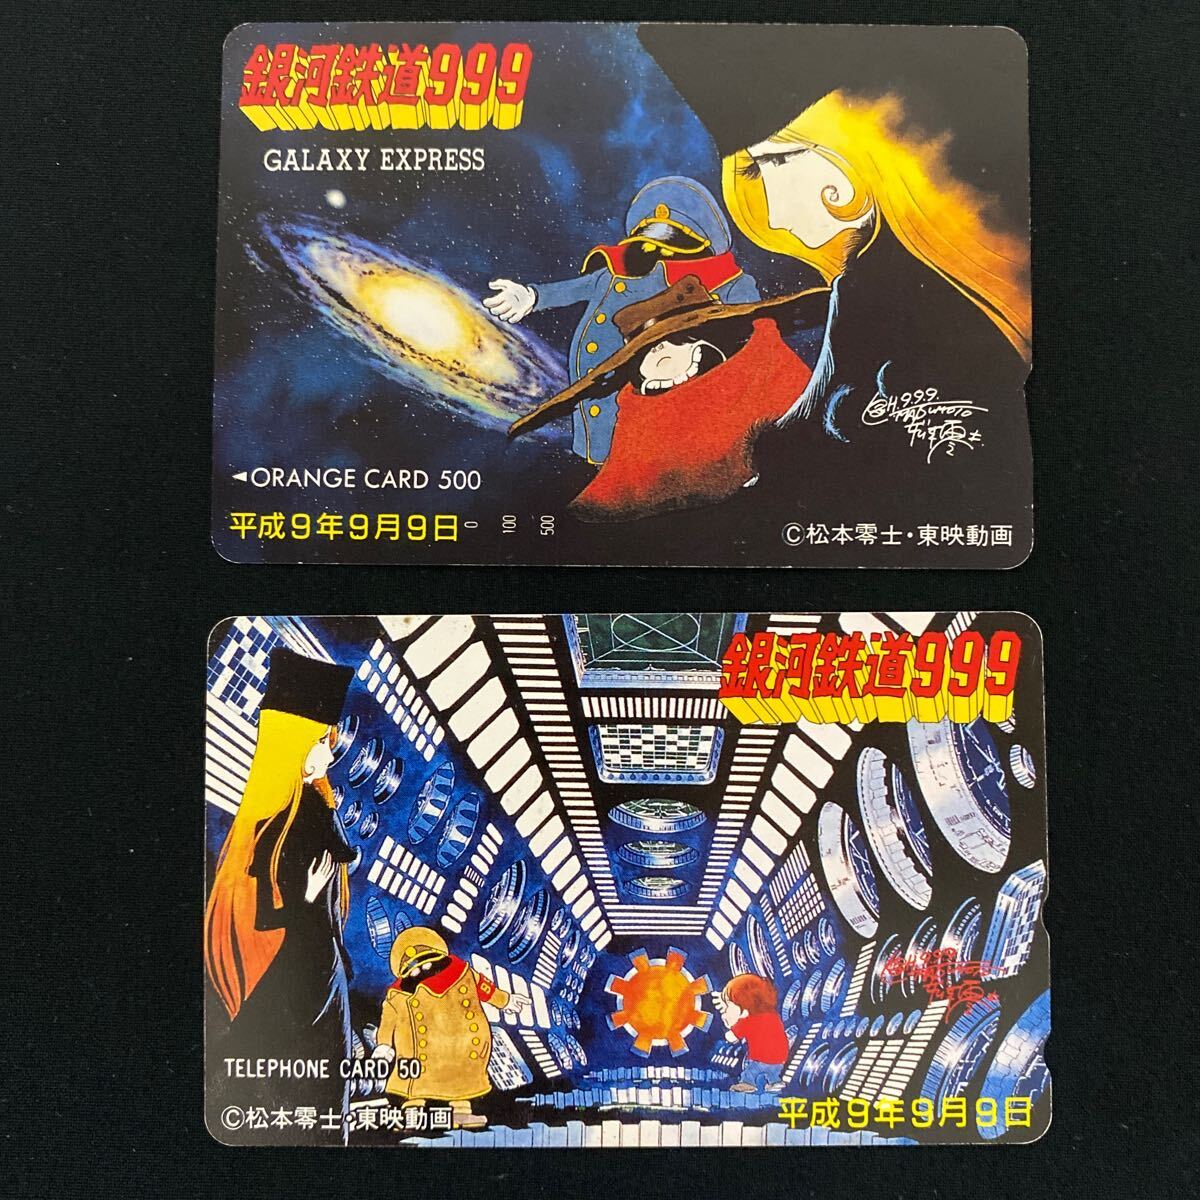 銀河鉄道999
GALAXY EXPRESS
@H.9.9.9.
◄ORANGE CARD 500
平成9年9月9日
0
100
500
©松本零士・東映動画
銀河鉄道999
TELEPHONE CARD 50
©松本零士・東映動画
平成9年9月9日